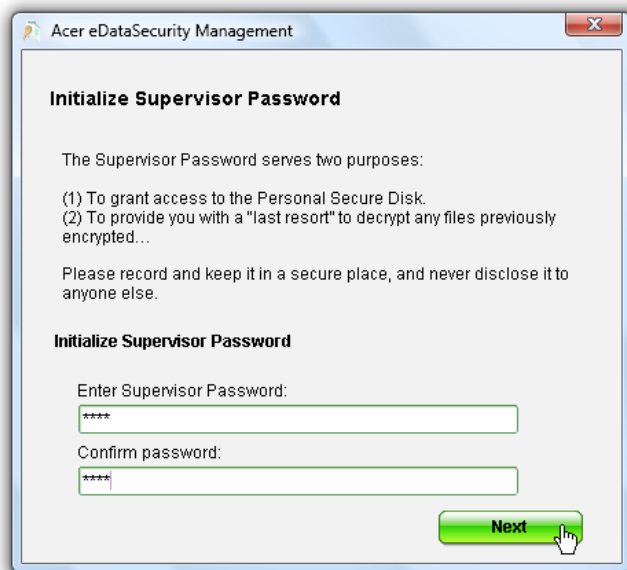 Acer eDataSecurity Management
Initialize Supervisor Password
The Supervisor Password serves two purposes:
(1) To grant access to the Personal Secure Disk.
(2) To provide you with a "last resort" to decrypt any files previously
encrypted...
Please record and keep it in a secure place, and never disclose it to
anyone else.
Initialize Supervisor Password
Enter Supervisor Password:
****
Confirm password:
****
Next